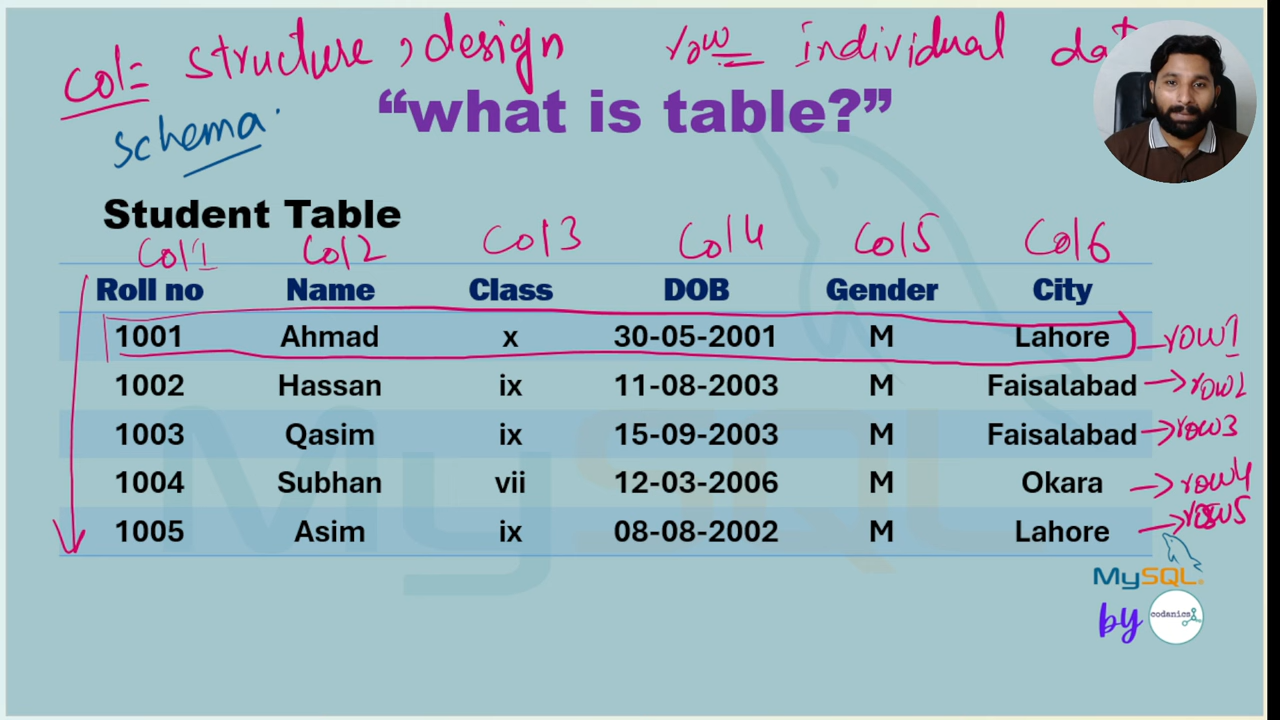 col= structure, design row = individual
schema.
“what is table?”
Student Table
Col1 Col2 Col3 Col4 Col5 Col6
Roll no Name Class DOB Gender City
1001 Ahmad x 30-05-2001 M Lahore row1
1002 Hassan ix 11-08-2003 M Faisalabad → row2
1003 Qasim ix 15-09-2003 M Faisalabad → row3
1004 Subhan vii 12-03-2006 M Okara → row4
1005 Asim ix 08-08-2002 M Lahore → row5
MySQL
MySQL
by codanics